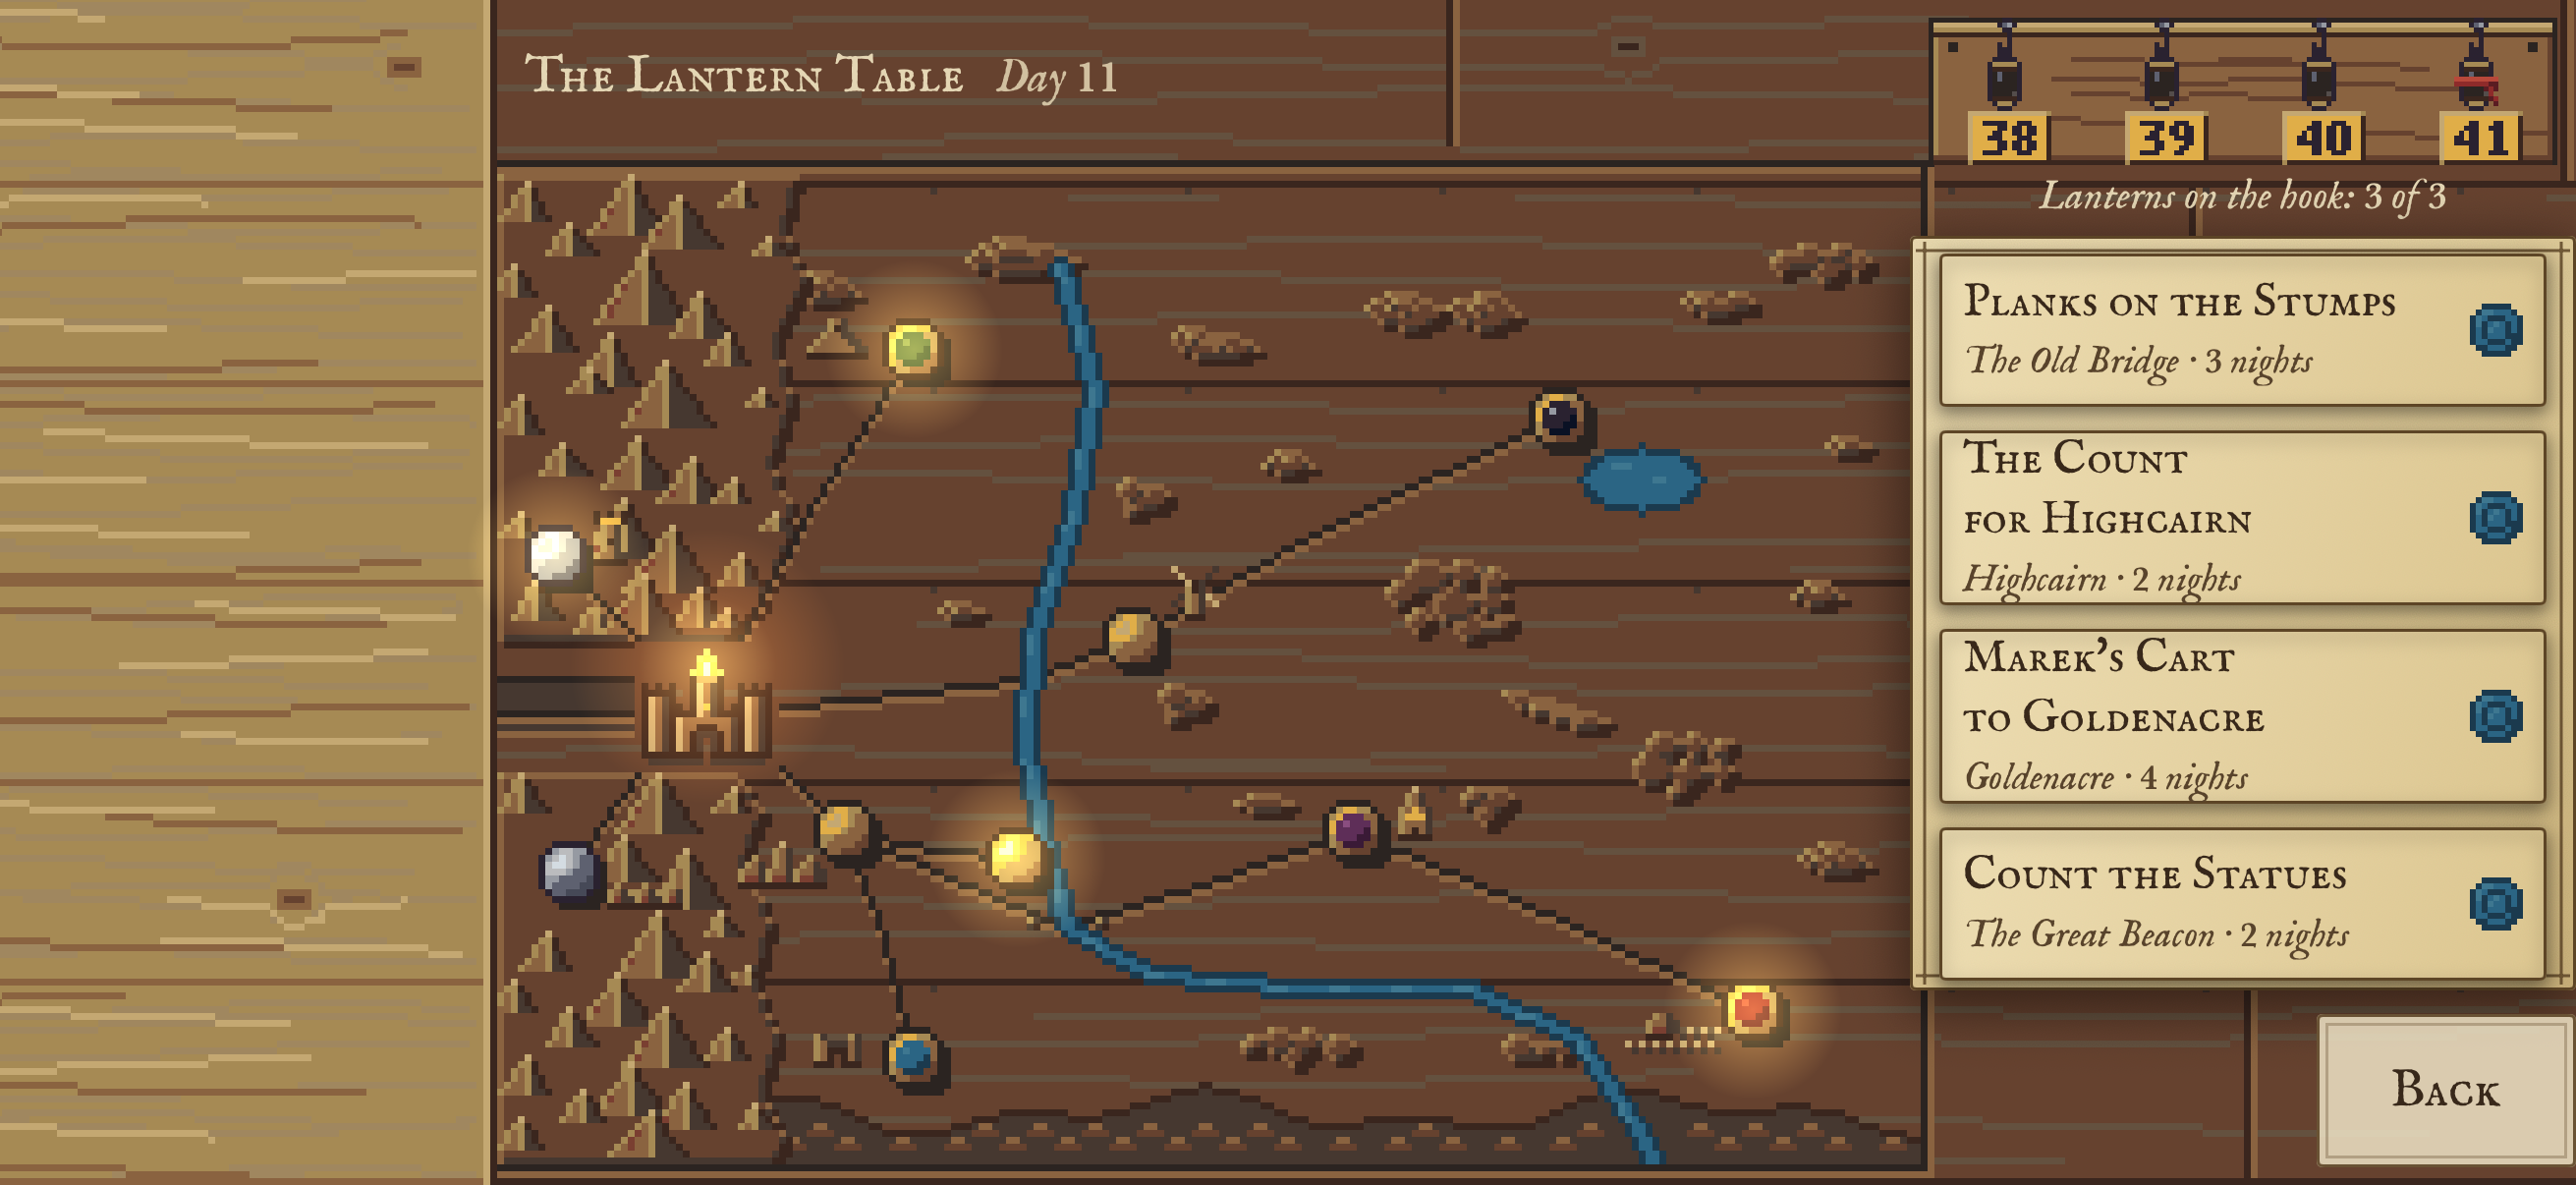 The Lantern Table Day 11
38 39 40 41
Lanterns on the hook: 3 of 3
Planks on the Stumps
The Old Bridge · 3 nights
The Count
for Highcairn
Highcairn · 2 nights
Marek's Cart
to Goldenacre
Goldenacre · 4 nights
Count the Statues
The Great Beacon · 2 nights
Back